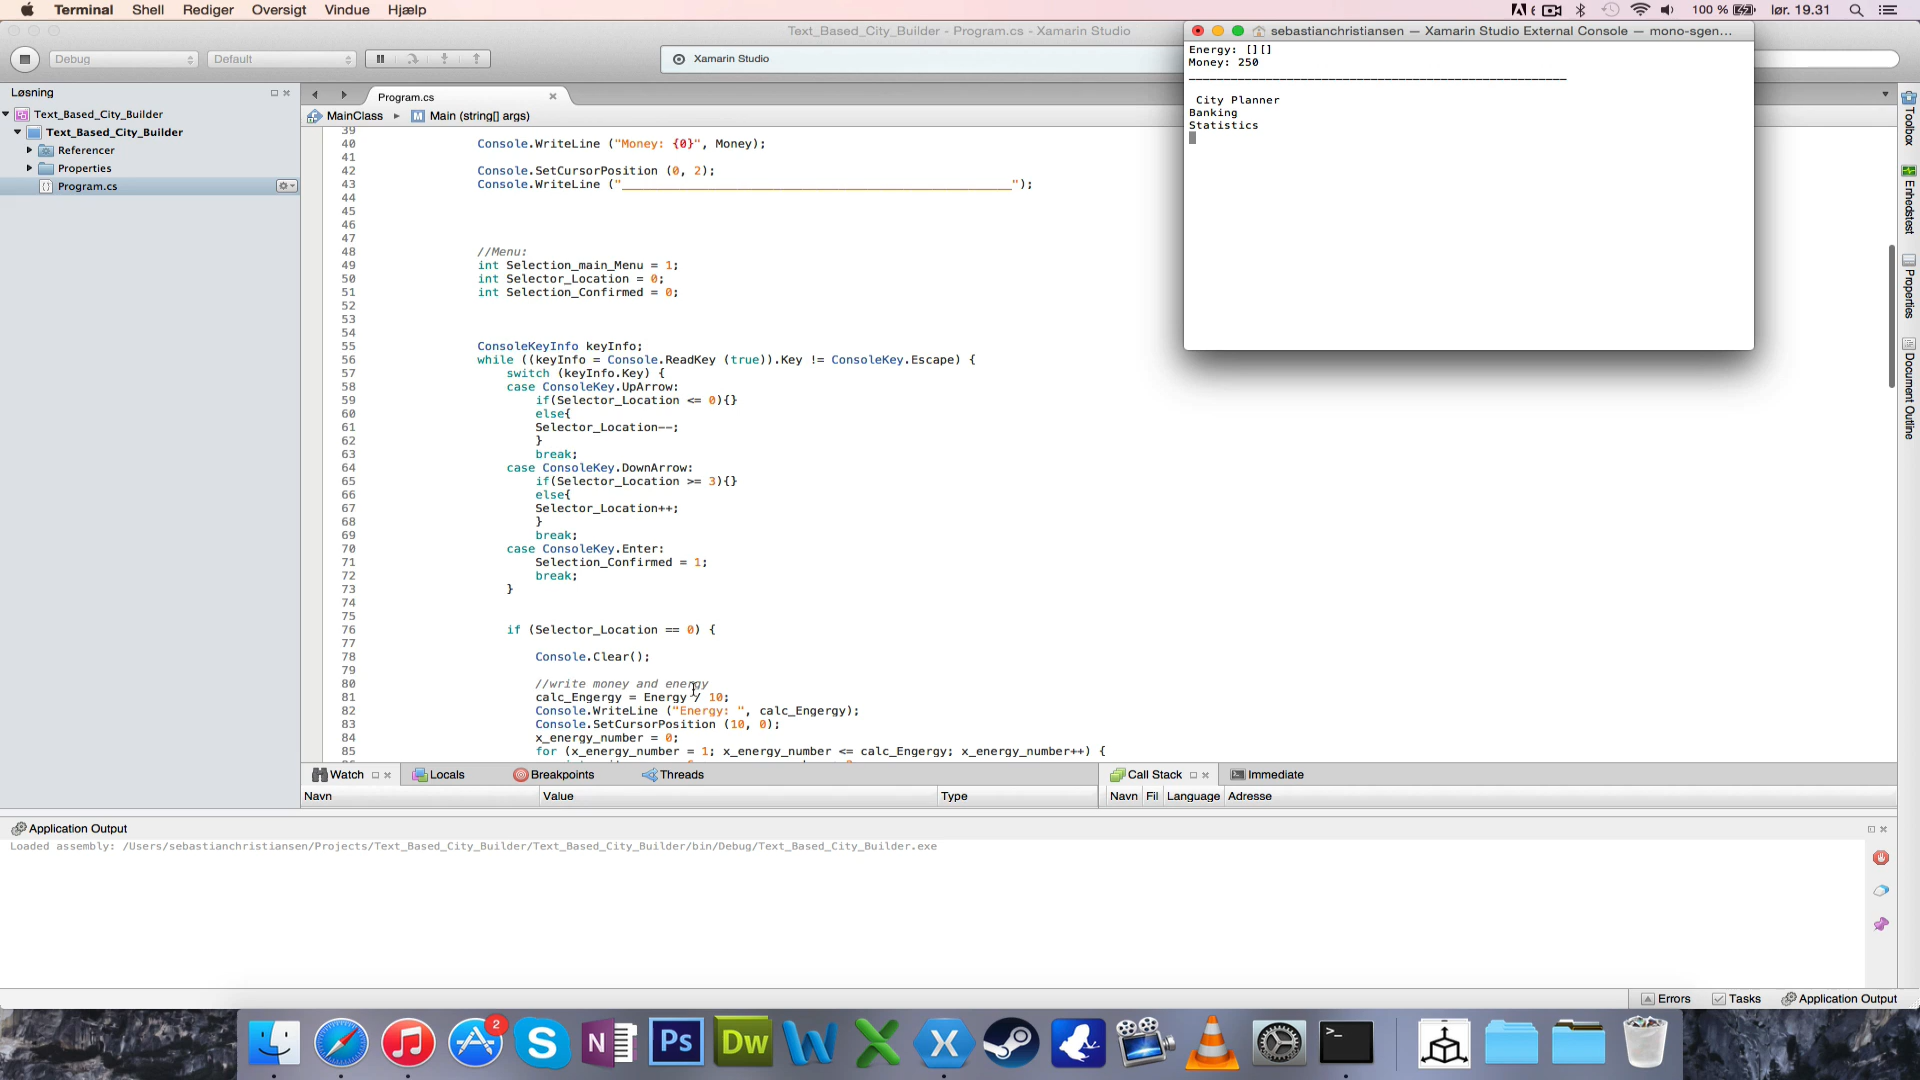 Terminal Shell Rediger Oversigt Vindue Hjælp 6 100 % lør. 19.31
Text_Based_City_Builder - Program.cs - Xamarin Studio
sebastianchristiansen — Xamarin Studio External Console — mono-sgen...
Debug Default Xamarin Studio
Energy: [][]
Money: 250
______________________________________________________
City Planner
Banking
Statistics
Løsning
Text_Based_City_Builder
Text_Based_City_Builder
Referencer
Properties
Program.cs
Program.cs
MainClass ▸ M Main (string[] args)
39
40 Console.WriteLine ("Money: {0}", Money);
41
42 Console.SetCursorPosition (0, 2);
43 Console.WriteLine ("______________________________________________________");
44
45
46
47
48 //Menu:
49 int Selection_main_Menu = 1;
50 int Selector_Location = 0;
51 int Selection_Confirmed = 0;
52
53
54
55 ConsoleKeyInfo keyInfo;
56 while ((keyInfo = Console.ReadKey (true)).Key != ConsoleKey.Escape) {
57 switch (keyInfo.Key) {
58 case ConsoleKey.UpArrow:
59 if(Selector_Location <= 0){}
60 else{
61 Selector_Location--;
62 }
63 break;
64 case ConsoleKey.DownArrow:
65 if(Selector_Location >= 3){}
66 else{
67 Selector_Location++;
68 }
69 break;
70 case ConsoleKey.Enter:
71 Selection_Confirmed = 1;
72 break;
73 }
74
75
76 if (Selector_Location == 0) {
77
78 Console.Clear();
79
80 //write money and energy
81 calc_Engergy = Energy / 10;
82 Console.WriteLine ("Energy: ", calc_Engergy);
83 Console.SetCursorPosition (10, 0);
84 x_energy_number = 0;
85 for (x_energy_number = 1; x_energy_number <= calc_Engergy; x_energy_number++) {
Toolbox
Enhedstest
Properties
Document Outline
Watch Locals Breakpoints Threads
Navn Value Type
Call Stack Immediate
Navn Fil Language Adresse
Application Output
Loaded assembly: /Users/sebastianchristiansen/Projects/Text_Based_City_Builder/Text_Based_City_Builder/bin/Debug/Text_Based_City_Builder.exe
Errors Tasks Application Output
2
N
Ps
Dw
>_